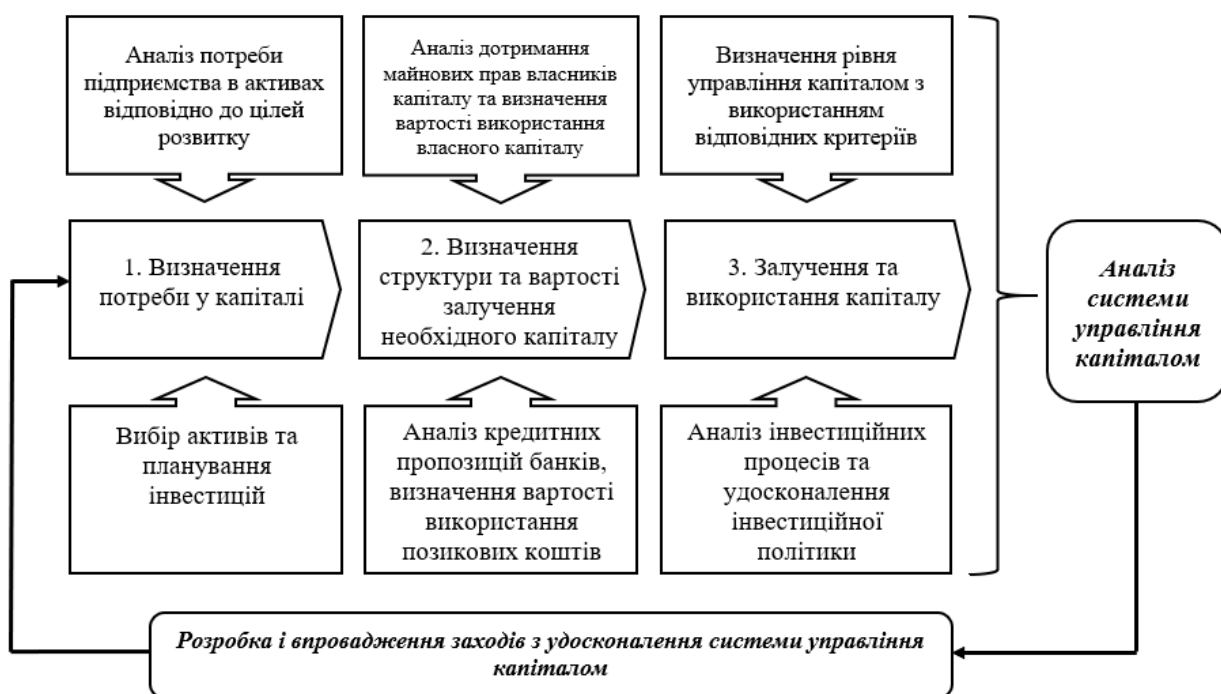 Аналіз потреби
підприємства в активах
відповідно до цілей
розвитку
Аналіз дотримання
майнових прав власників
капіталу та визначення
вартості використання
власного капіталу
Визначення рівня
управління капіталом з
використанням
відповідних критеріїв
1. Визначення
потреби у капіталі
2. Визначення
структури та вартості
залучення
необхідного капіталу
3. Залучення та
використання капіталу
Аналіз
системи
управління
капіталом
Вибір активів та
планування
інвестицій
Аналіз кредитних
пропозицій банків,
визначення вартості
використання
позикових коштів
Аналіз інвестиційних
процесів та
удосконалення
інвестиційної
політики
Розробка і впровадження заходів з удосконалення системи управління
капіталом